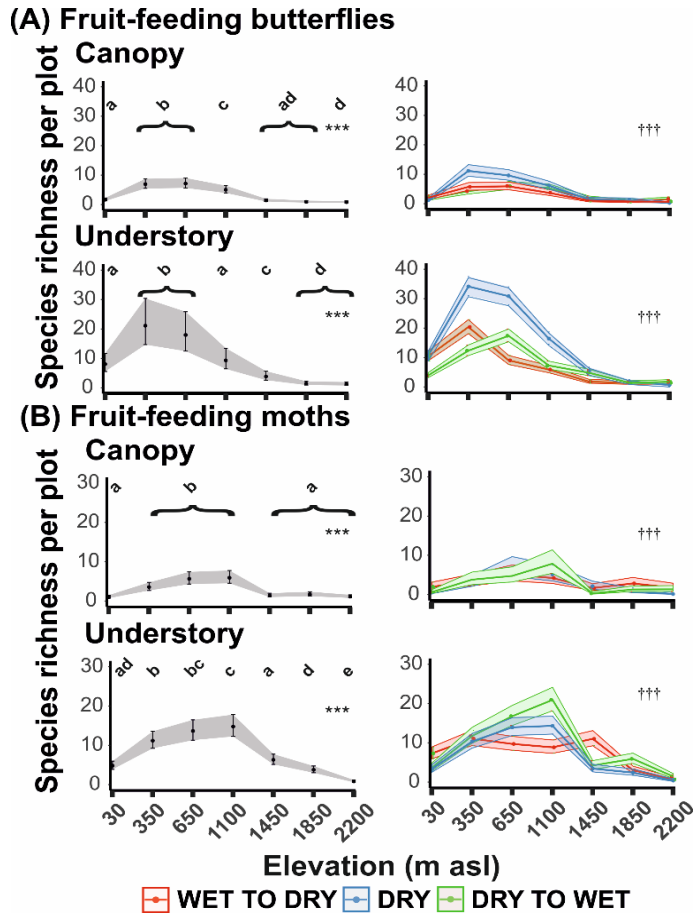 (A) Fruit-feeding butterflies
Canopy
40
30
20
10
0
a b c ad d
***
40
30
20
10
0
†††
Understory
40
30
20
10
0
a b a c d
***
40
30
20
10
0
†††
Species richness per plot
(B) Fruit-feeding moths
Canopy
30
20
10
0
a b a
***
30
20
10
0
†††
Understory
30
20
10
0
ad b bc c a d e
***
30
20
10
0
†††
Species richness per plot
30 350 650 1100 1450 1850 2200
30 350 650 1100 1450 1850 2200
Elevation (m asl)
WET TO DRY DRY DRY TO WET